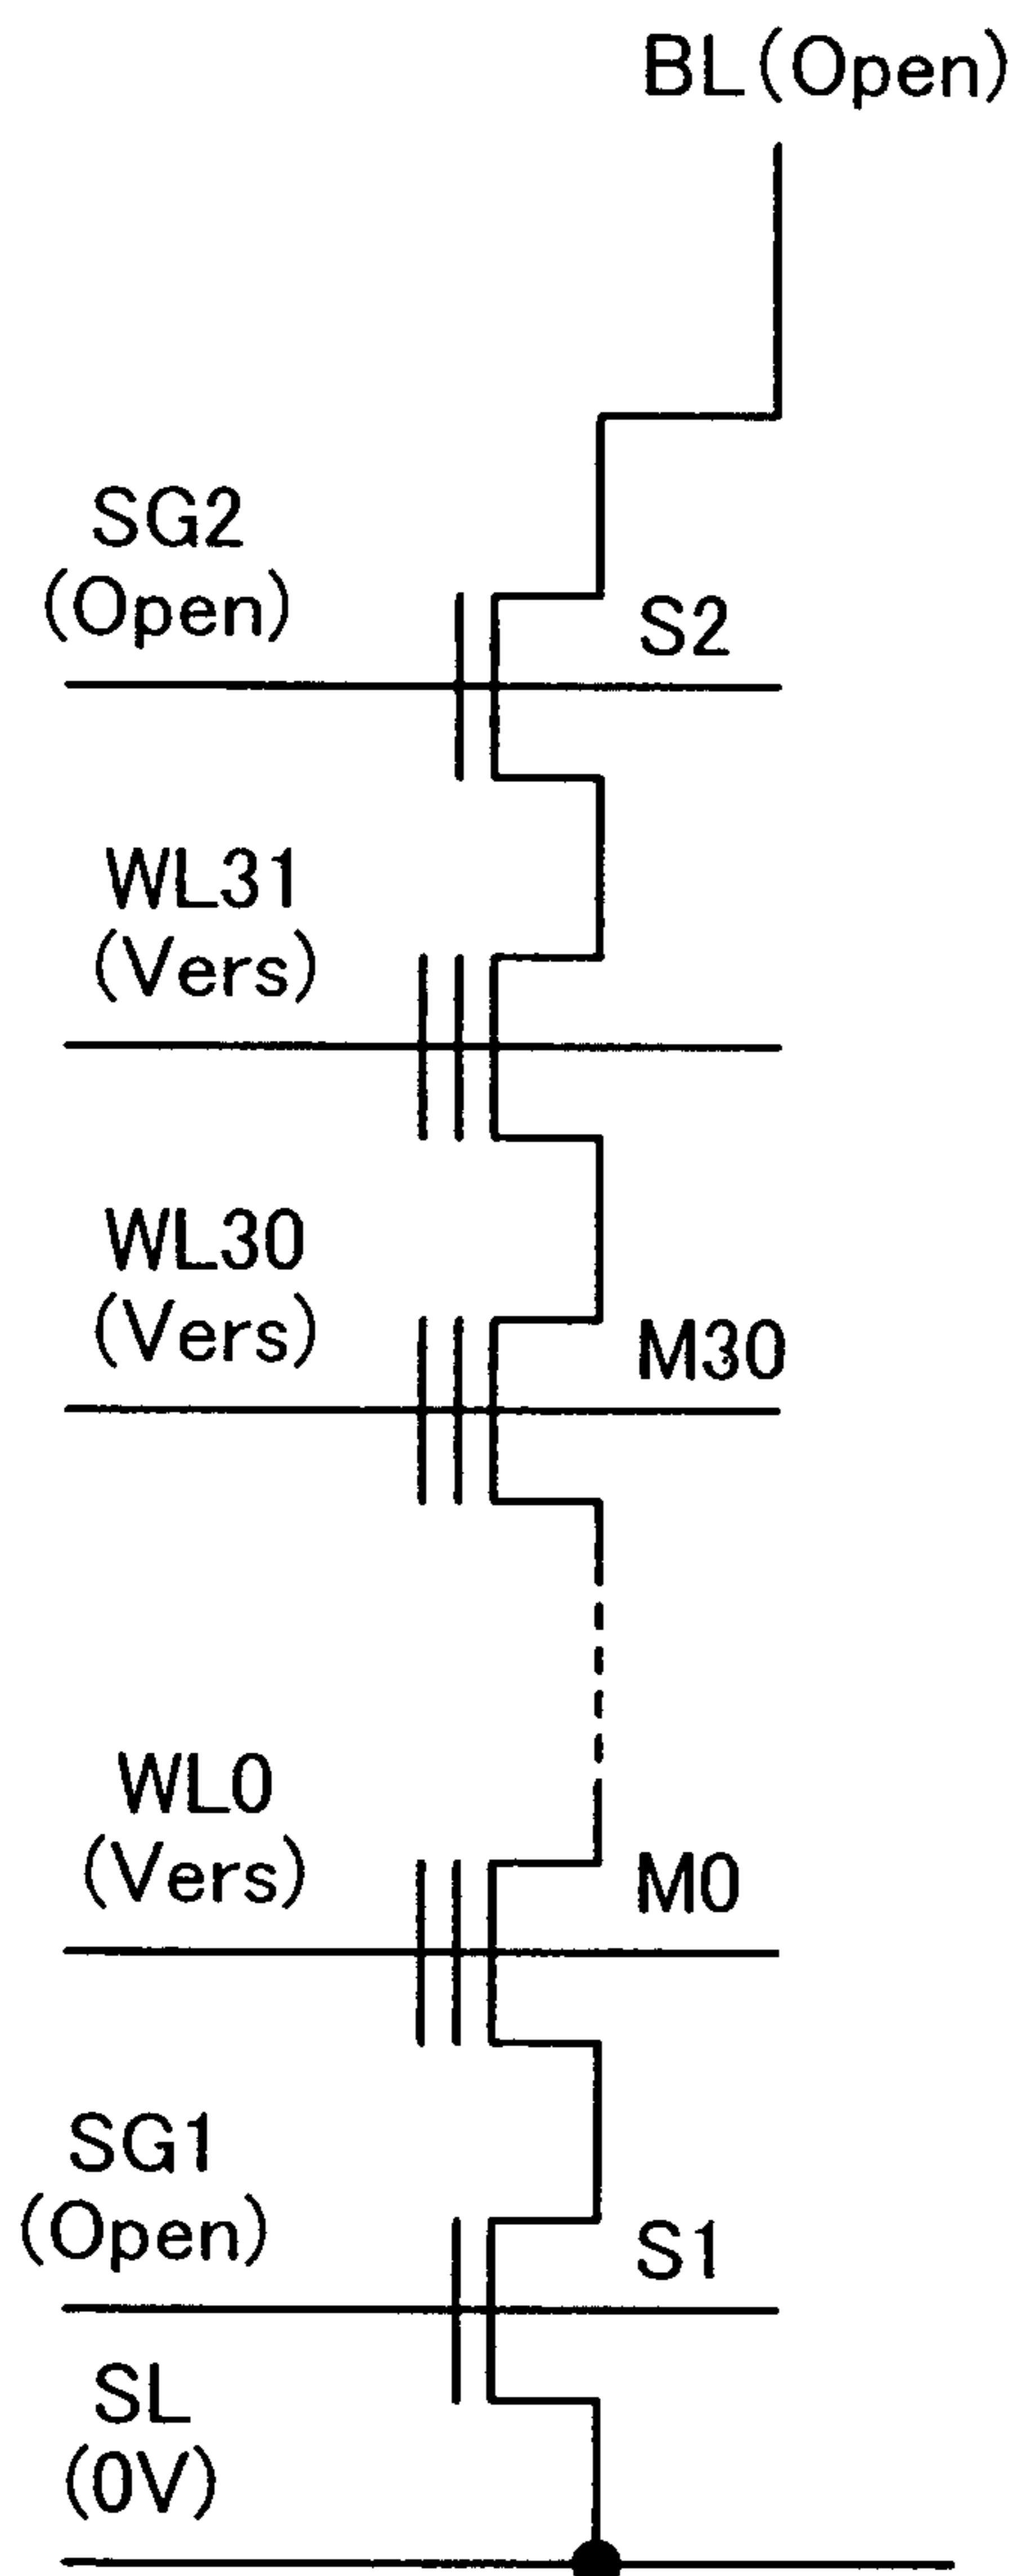 BL(Open)
SG2
(Open)
S2
WL31
(Vers)
WL30
(Vers)
M30
WL0
(Vers)
M0
SG1
(Open)
S1
SL
(0V)